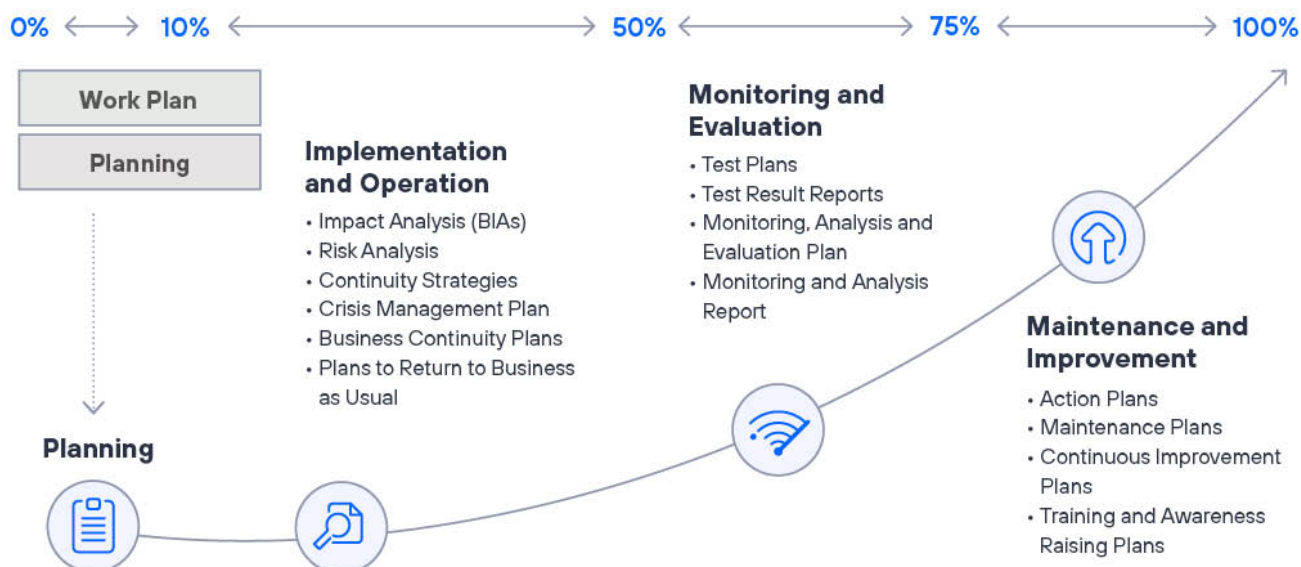 0% 10% 50% 75% 100%
Work Plan
Planning
Planning
Implementation
and Operation
• Impact Analysis (BIAs)
• Risk Analysis
• Continuity Strategies
• Crisis Management Plan
• Business Continuity Plans
• Plans to Return to Business
as Usual
Monitoring and
Evaluation
• Test Plans
• Test Result Reports
• Monitoring, Analysis and
Evaluation Plan
• Monitoring and Analysis
Report
Maintenance and
Improvement
• Action Plans
• Maintenance Plans
• Continuous Improvement
Plans
• Training and Awareness
Raising Plans